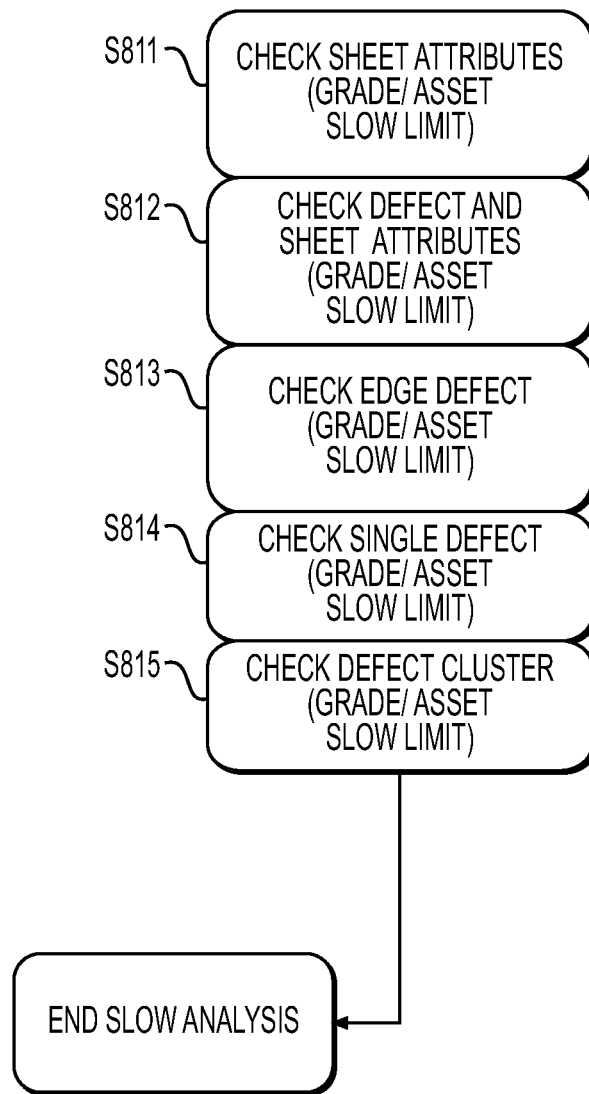 S811
CHECK SHEET ATTRIBUTES
(GRADE/ ASSET
SLOW LIMIT)
S812
CHECK DEFECT AND
SHEET ATTRIBUTES
(GRADE/ ASSET
SLOW LIMIT)
S813
CHECK EDGE DEFECT
(GRADE/ ASSET
SLOW LIMIT)
S814
CHECK SINGLE DEFECT
(GRADE/ ASSET
SLOW LIMIT)
S815
CHECK DEFECT CLUSTER
(GRADE/ ASSET
SLOW LIMIT)
END SLOW ANALYSIS